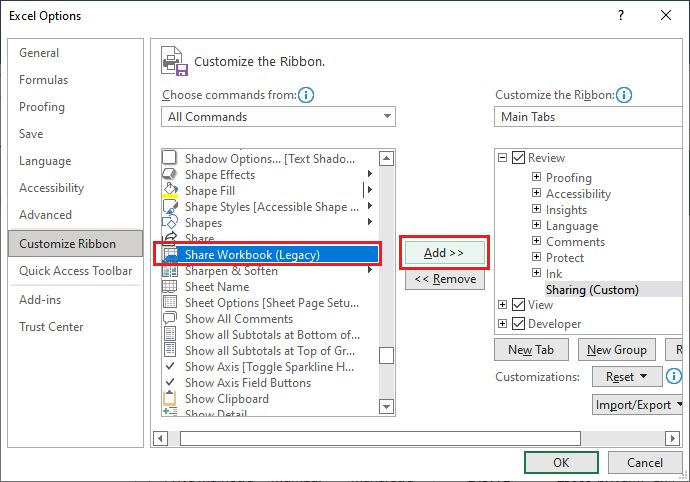 Excel Options
?
General
Formulas
Proofing
Save
Language
Accessibility
Advanced
Customize Ribbon
Quick Access Toolbar
Add-ins
Trust Center
Customize the Ribbon.
Choose commands from:
All Commands
Shadow Options... [Text Shado...
Shape Effects
Shape Fill
Shape Styles [Accessible Shape ...
Shapes
Share
Share Workbook (Legacy)
Sharpen & Soften
Sheet Name
Sheet Options [Sheet Page Setu...
Show All Comments
Show all Subtotals at Bottom of...
Show all Subtotals at Top of Gr...
Show Axis [Toggle Sparkline H...
Show Axis Field Buttons
Show Clipboard
Show Detail
Add >>
<< Remove
Customize the Ribbon:
Main Tabs
Review
Proofing
Accessibility
Insights
Language
Comments
Protect
Ink
Sharing (Custom)
View
Developer
New Tab
New Group
R
Customizations:
Reset
Import/Export
OK
Cancel